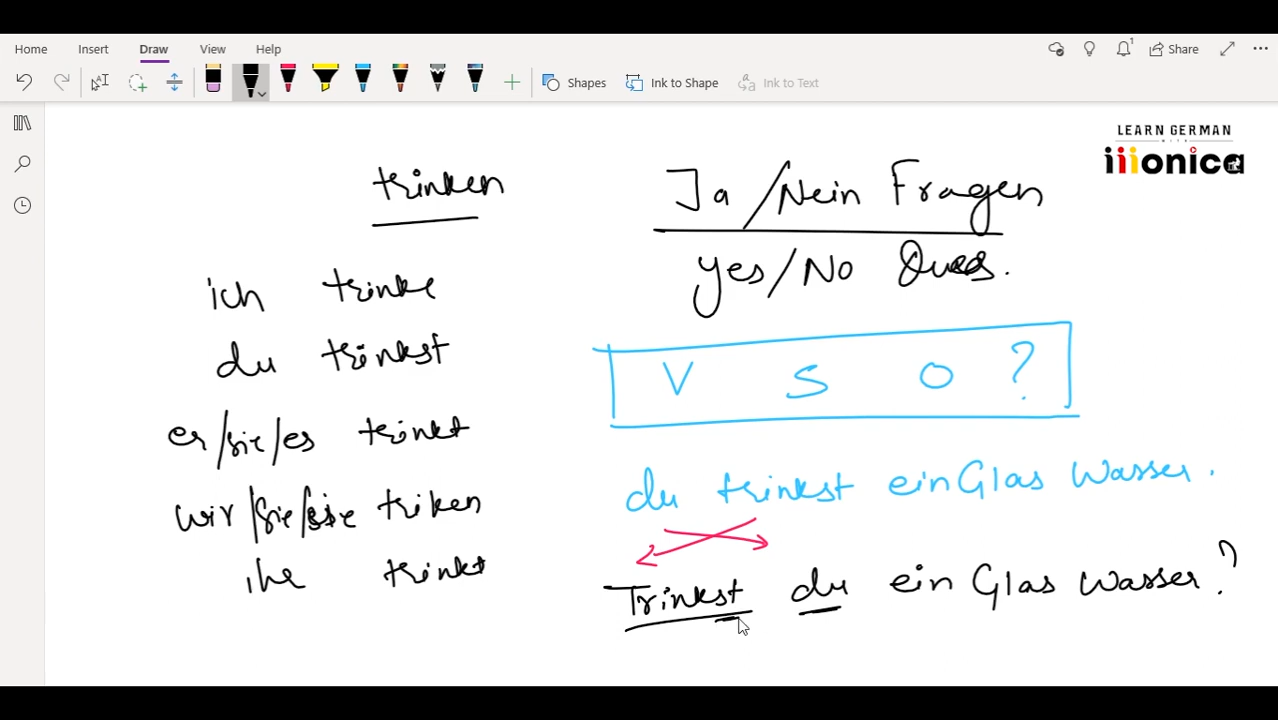 Home Insert Draw View Help
1
Share
Shapes Ink to Shape Ink to Text
LEARN GERMAN
iiionica
trinken
ich trinke
du trinkst
er/sie/es trinkt
wir/sie/Sie triken
ihr trinkt
Ja/Nein Fragen
yes/No Ques.
V S O ?
du trinkst ein Glas Wasser.
Trinkst du ein Glas Wasser?